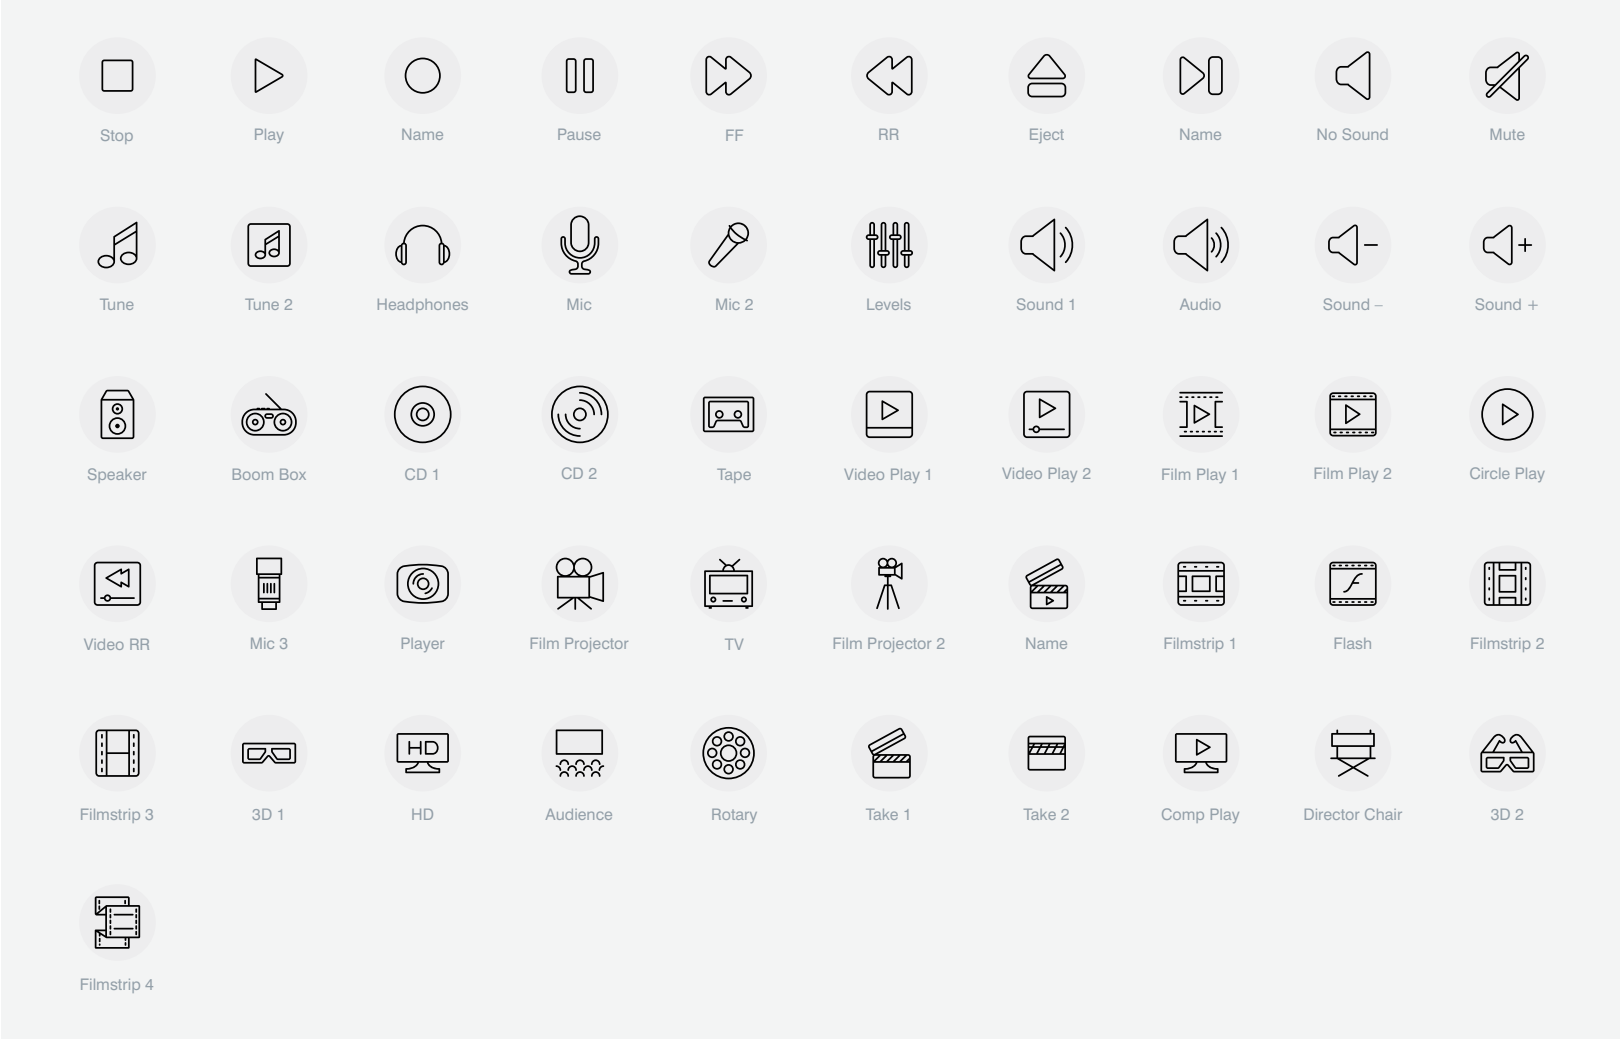 Stop Play Name Pause FF RR Eject Name No Sound Mute
Tune Tune 2 Headphones Mic Mic 2 Levels Sound 1 Audio Sound – Sound +
Speaker Boom Box CD 1 CD 2 Tape Video Play 1 Video Play 2 Film Play 1 Film Play 2 Circle Play
Video RR Mic 3 Player Film Projector TV Film Projector 2 Name Filmstrip 1 Flash Filmstrip 2
HD
Filmstrip 3 3D 1 HD Audience Rotary Take 1 Take 2 Comp Play Director Chair 3D 2
Filmstrip 4